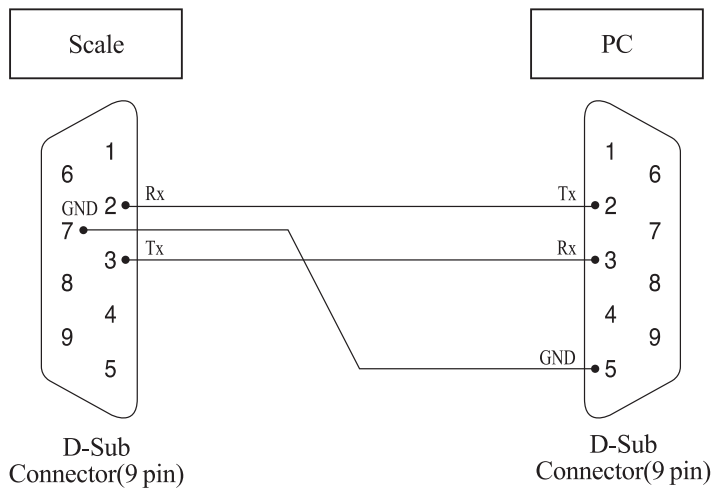 Scale
PC
1
6
Rx
GND 2
7
Tx
3
8
4
9
5
D-Sub
Connector(9 pin)
1
6
Tx
2
7
Rx
3
8
4
9
GND
5
D-Sub
Connector(9 pin)